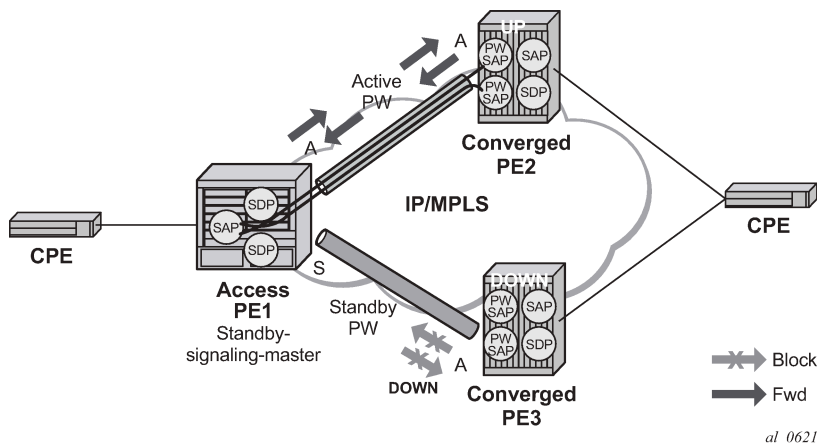 UP
A
PW
SAP
SAP
PW
SAP
SDP
Active
PW
A
Converged
PE2
SDP
SAP
SDP
IP/MPLS
CPE
CPE
S
Access
PE1
Standby-
signaling-master
Standby
PW
DOWN
PW
SAP
SAP
PW
SAP
SDP
A
DOWN
Converged
PE3
Block
Fwd
al_0621